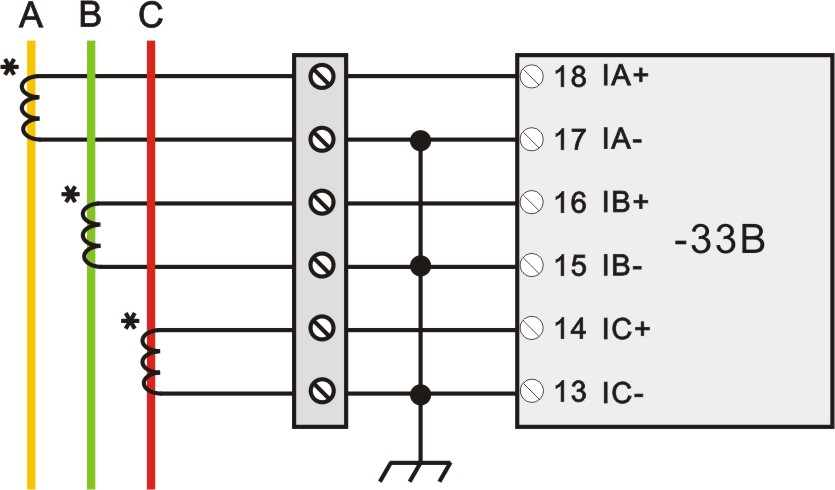 A B C
* 18 IA+
17 IA-
* 16 IB+
15 IB-
-33B
* 14 IC+
13 IC-